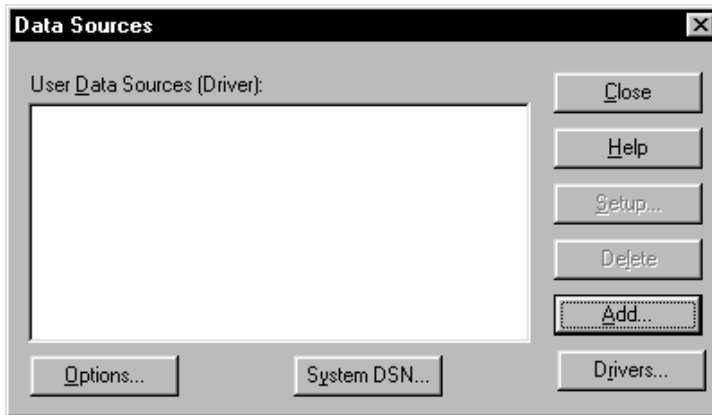 Data Sources
User Data Sources (Driver):
Close
Help
Setup...
Delete
Add...
Options...
System DSN...
Drivers...